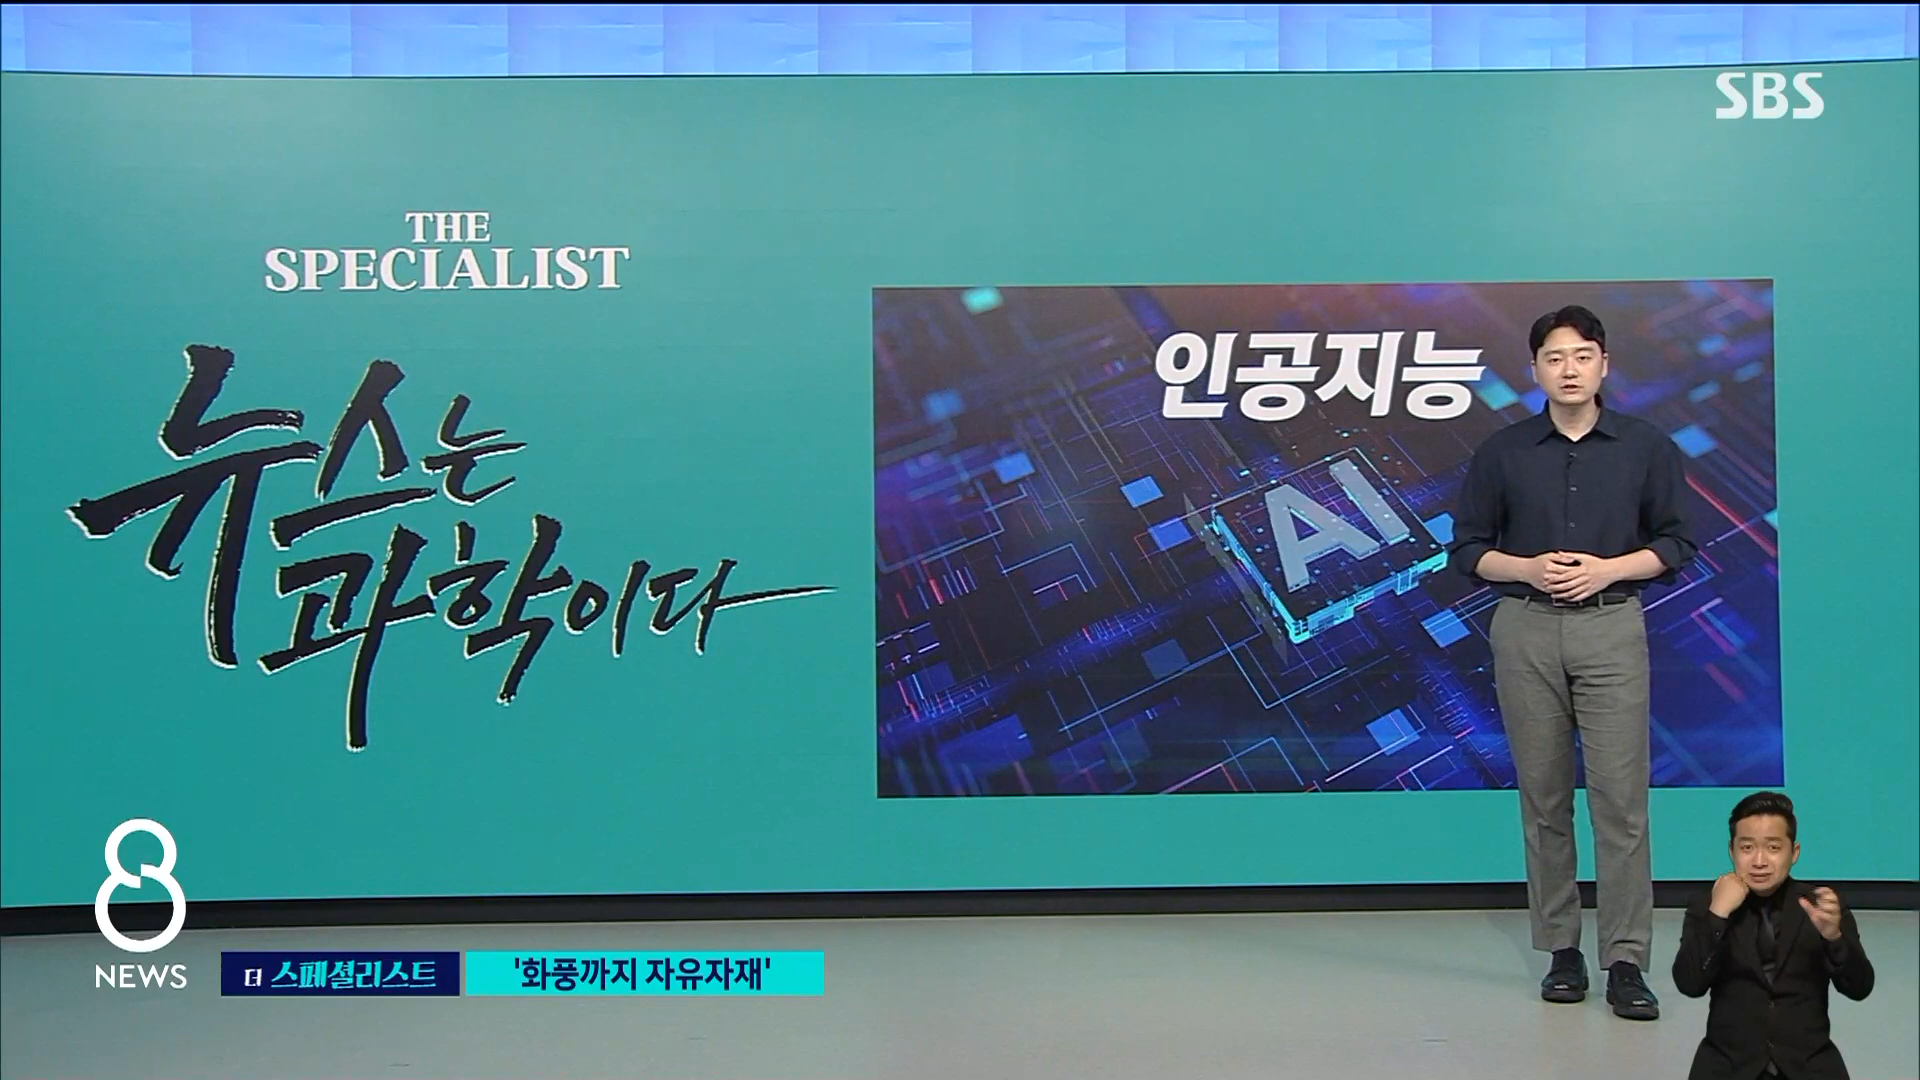 SBS
THE
SPECIALIST
뉴스는
과학이다
인공지능
AI
8
NEWS
더 스페셜리스트
'화풍까지 자유자재'